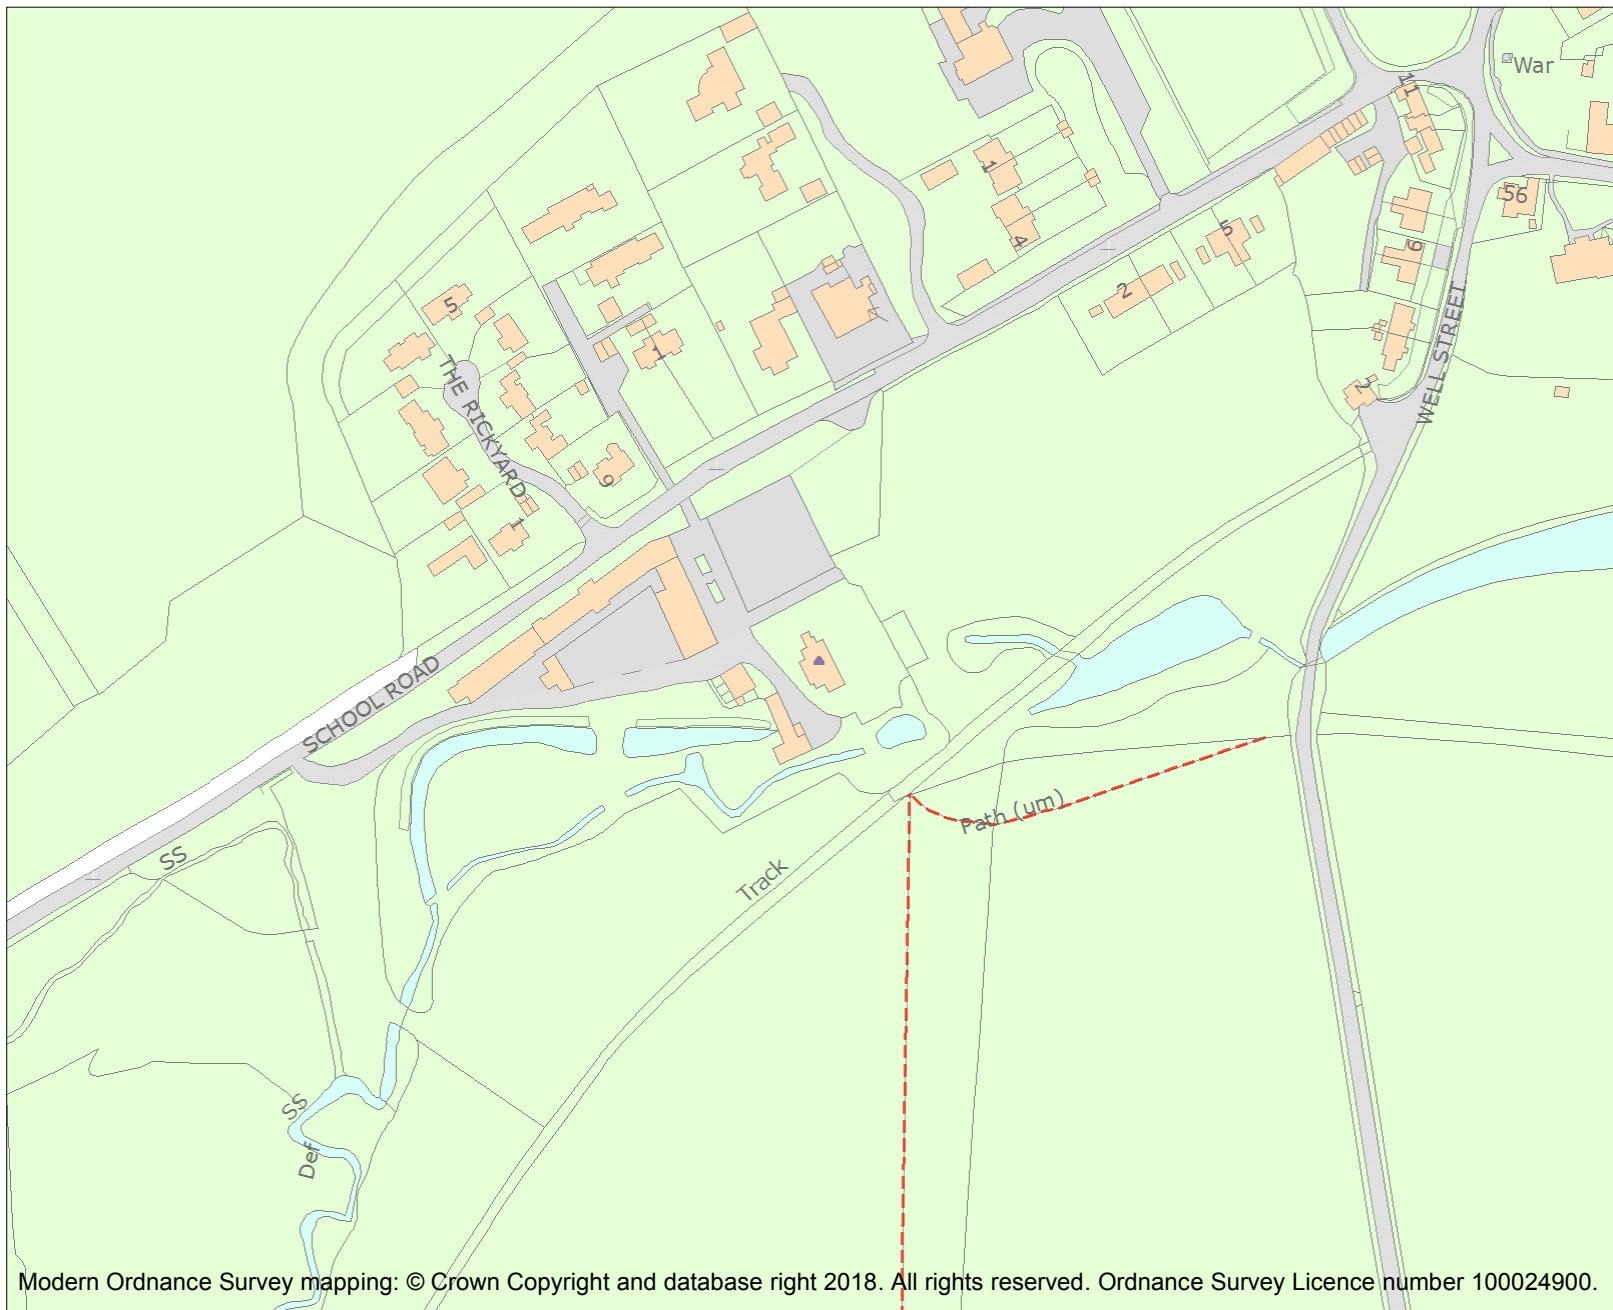 11
War
1
56
5
4
6
5
2
WELL STREET
1
THE RICKYARD
2
9
1
SCHOOL ROAD
Path (um)
SS
Track
SS
Def
Modern Ordnance Survey mapping: © Crown Copyright and database right 2018. All rights reserved. Ordnance Survey Licence number 100024900.